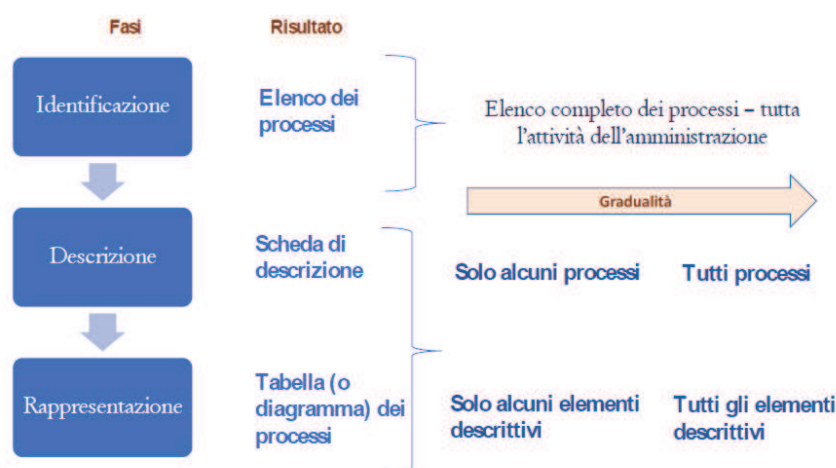 Fasi
Risultato
Identificazione
Elenco dei
processi
Elenco completo dei processi – tutta
l'attività dell'amministrazione
Gradualità
Descrizione
Scheda di
descrizione
Solo alcuni processi
Tutti processi
Rappresentazione
Tabella (o
diagramma) dei
processi
Solo alcuni elementi
descrittivi
Tutti gli elementi
descrittivi